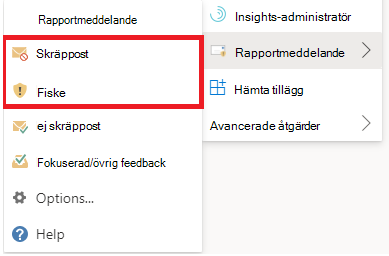 Rapportmeddelande
Skräppost
Fiske
ej skräppost
Fokuserad/övrig feedback
Options...
Help
Insights-administratör
Rapportmeddelande
Hämta tillägg
Avancerade åtgärder